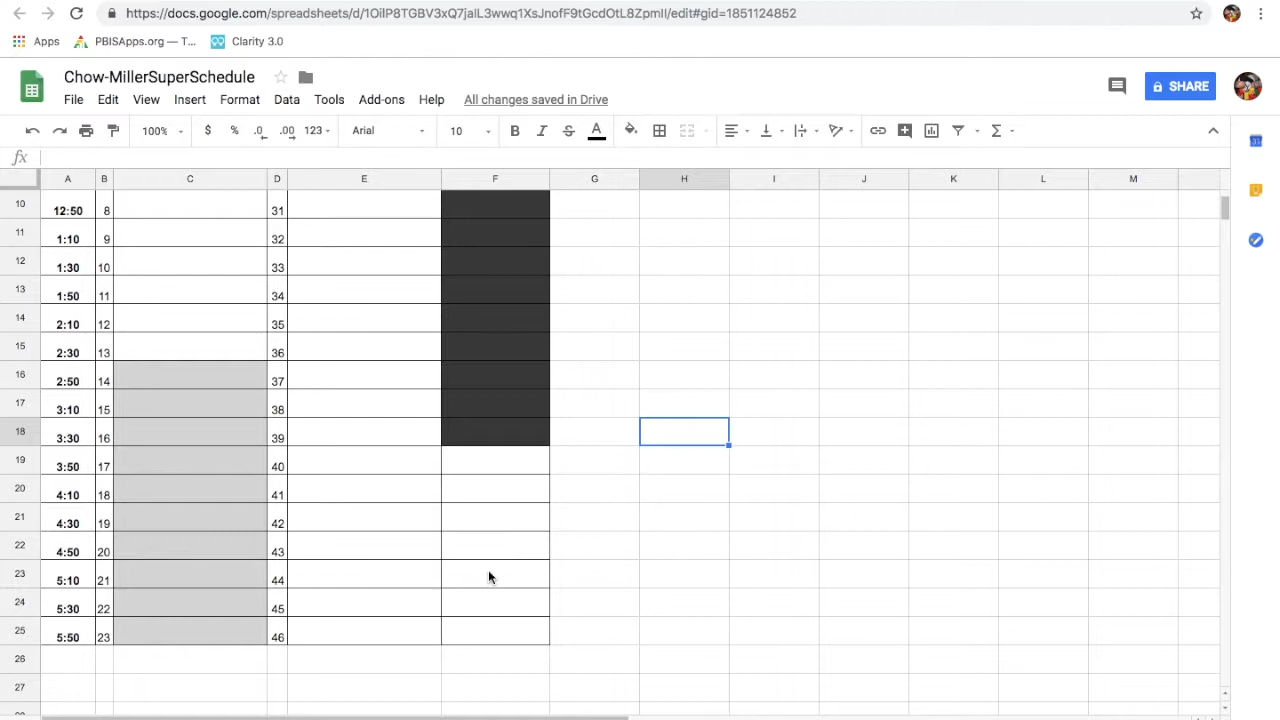 https://docs.google.com/spreadsheets/d/1OilP8TGBV3xQ7jaIL3wwq1XsJnofF9tGcdOtL8ZpmII/edit#gid=1851124852
Apps PBISApps.org — T... Clarity 3.0
Chow-MillerSuperSchedule
SHARE
File Edit View Insert Format Data Tools Add-ons Help All changes saved in Drive
100% $ % .0 .00 123 Arial 10 B I S A Σ
fx
A B C D E F G H I J K L M
10 12:50 8 31
11 1:10 9 32
12 1:30 10 33
13 1:50 11 34
14 2:10 12 35
15 2:30 13 36
16 2:50 14 37
17 3:10 15 38
18 3:30 16 39
19 3:50 17 40
20 4:10 18 41
21 4:30 19 42
22 4:50 20 43
23 5:10 21 44
24 5:30 22 45
25 5:50 23 46
26
27